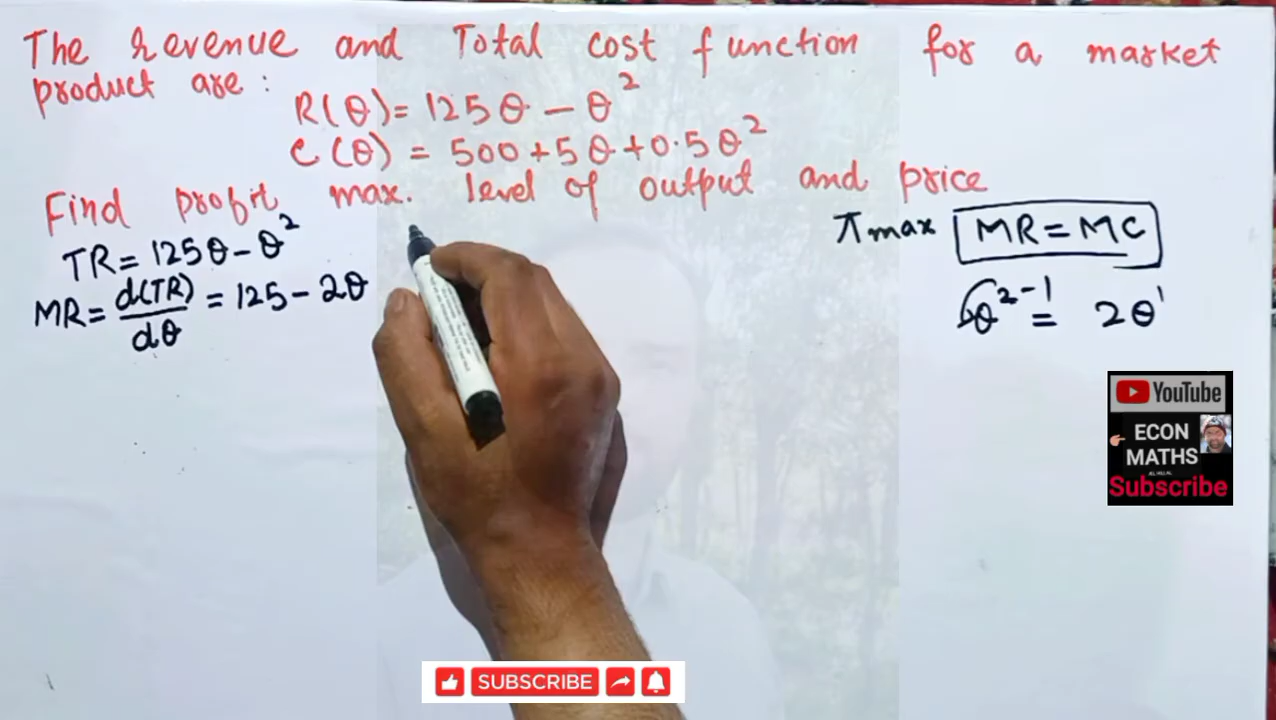 The Revenue and Total cost function for a market
product are:
R(θ) = 125θ - θ²
C(θ) = 500 + 5θ + 0.5θ²
Find profit max. level of output and price
TR = 125θ - θ²
MR = d(TR)/dθ = 125 - 2θ
πmax MR = MC
θ²⁻¹ = 2θ¹
YouTube
ECON
MATHS
Subscribe
SUBSCRIBE